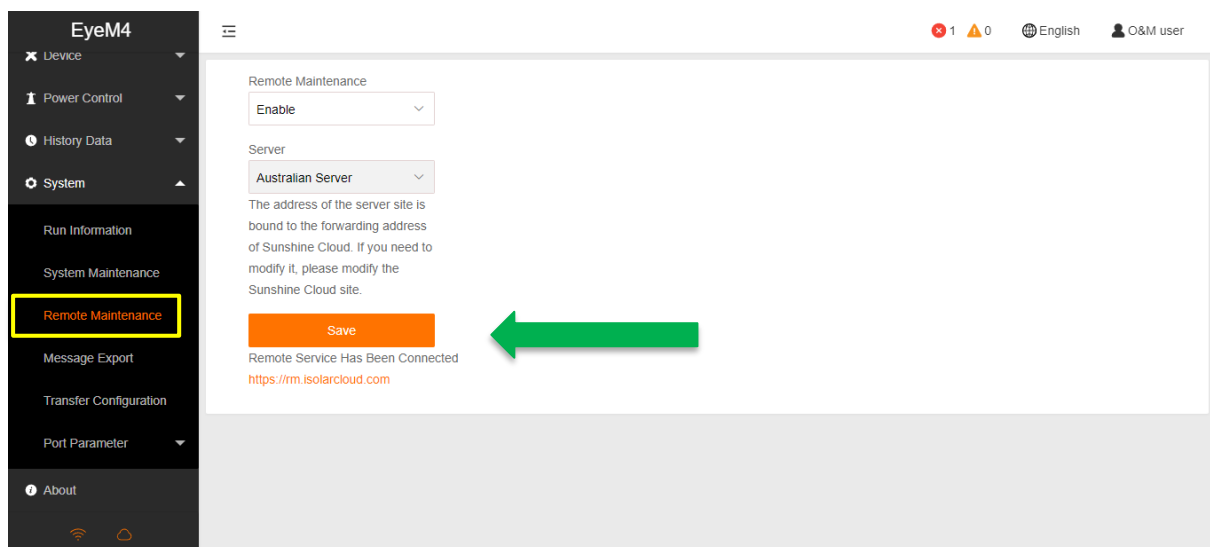 EyeM4
1 0 English O&M user
Device
Power Control
History Data
System
Run Information
System Maintenance
Remote Maintenance
Message Export
Transfer Configuration
Port Parameter
About
Remote Maintenance
Enable
Server
Australian Server
The address of the server site is
bound to the forwarding address
of Sunshine Cloud. If you need to
modify it, please modify the
Sunshine Cloud site.
Save
Remote Service Has Been Connected
https://rm.isolarcloud.com